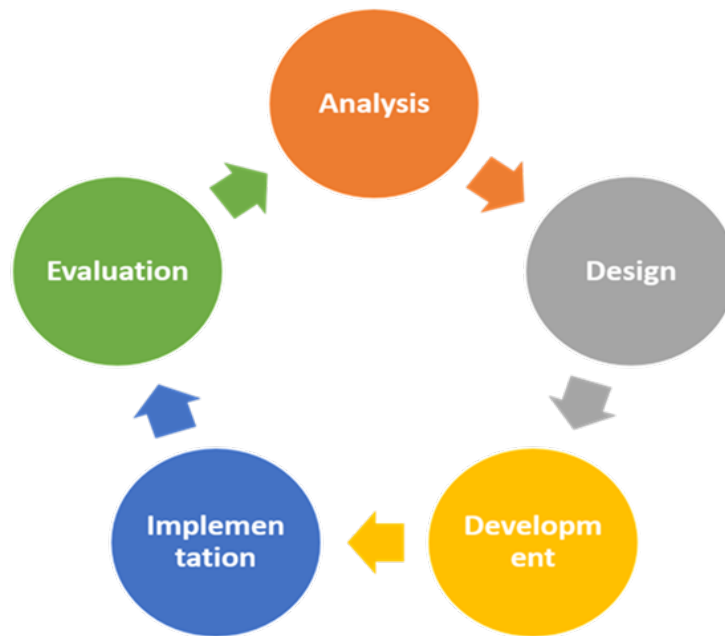 Analysis
Design
Developm
ent
Implemen
tation
Evaluation